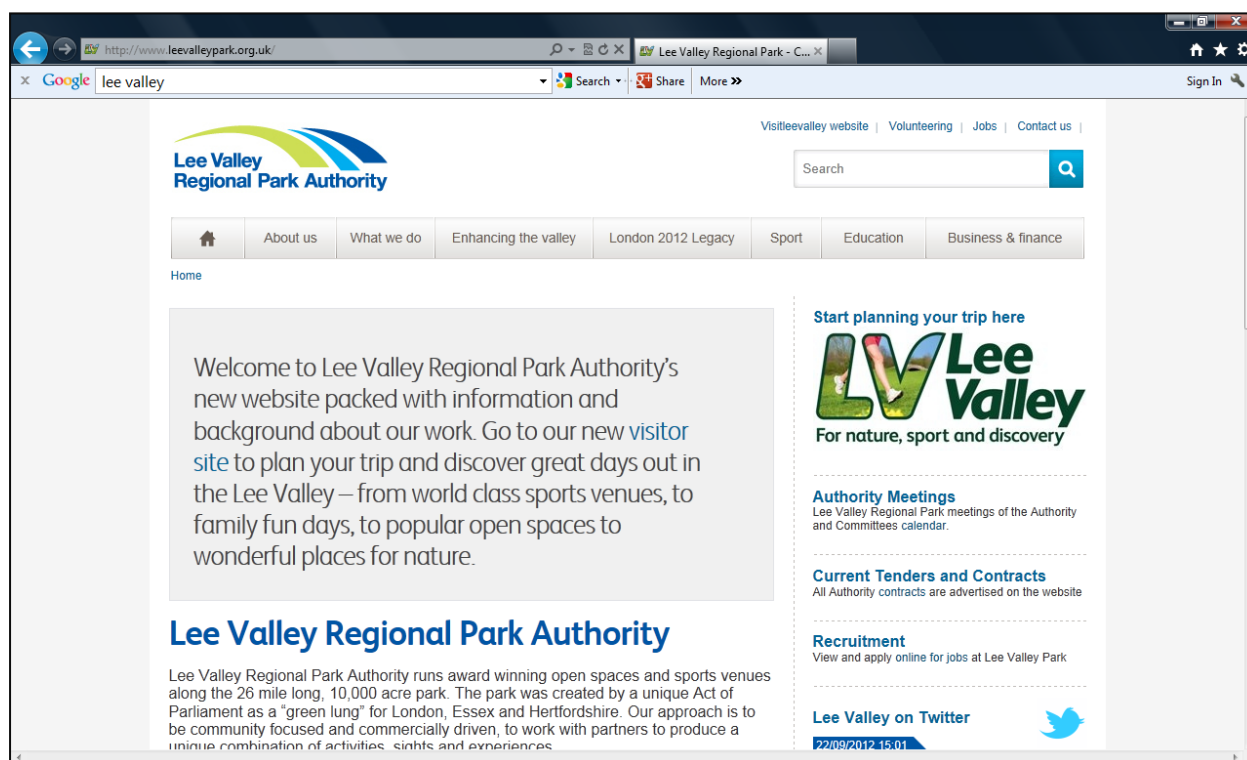 http://www.leevalleypark.org.uk/
Lee Valley Regional Park - C...
Google lee valley Search Share More » Sign In
Visitleevalley website | Volunteering | Jobs | Contact us |
Lee Valley
Regional Park Authority
Search
About us What we do Enhancing the valley London 2012 Legacy Sport Education Business & finance
Home
Welcome to Lee Valley Regional Park Authority's
new website packed with information and
background about our work. Go to our new visitor
site to plan your trip and discover great days out in
the Lee Valley – from world class sports venues, to
family fun days, to popular open spaces to
wonderful places for nature.
Lee Valley Regional Park Authority
Lee Valley Regional Park Authority runs award winning open spaces and sports venues
along the 26 mile long, 10,000 acre park. The park was created by a unique Act of
Parliament as a “green lung” for London, Essex and Hertfordshire. Our approach is to
be community focused and commercially driven, to work with partners to produce a
unique combination of activities, sights and experiences
Start planning your trip here
LV Lee
Valley
For nature, sport and discovery
Authority Meetings
Lee Valley Regional Park meetings of the Authority
and Committees calendar.
Current Tenders and Contracts
All Authority contracts are advertised on the website
Recruitment
View and apply online for jobs at Lee Valley Park
Lee Valley on Twitter
22/09/2012 15:01